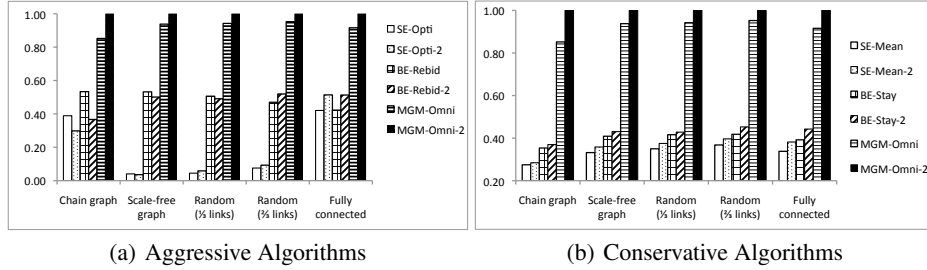 1.00
0.80
0.60
0.40
0.20
0.00
Chain graph
Scale-free
graph
Random
(⅓ links)
Random
(⅔ links)
Fully
connected
SE-Opti
SE-Opti-2
BE-Rebid
BE-Rebid-2
MGM-Omni
MGM-Omni-2
(a) Aggressive Algorithms
1.00
0.80
0.60
0.40
0.20
Chain graph
Scale-free
graph
Random
(⅓ links)
Random
(⅔ links)
Fully
connected
SE-Mean
SE-Mean-2
BE-Stay
BE-Stay-2
MGM-Omni
MGM-Omni-2
(b) Conservative Algorithms